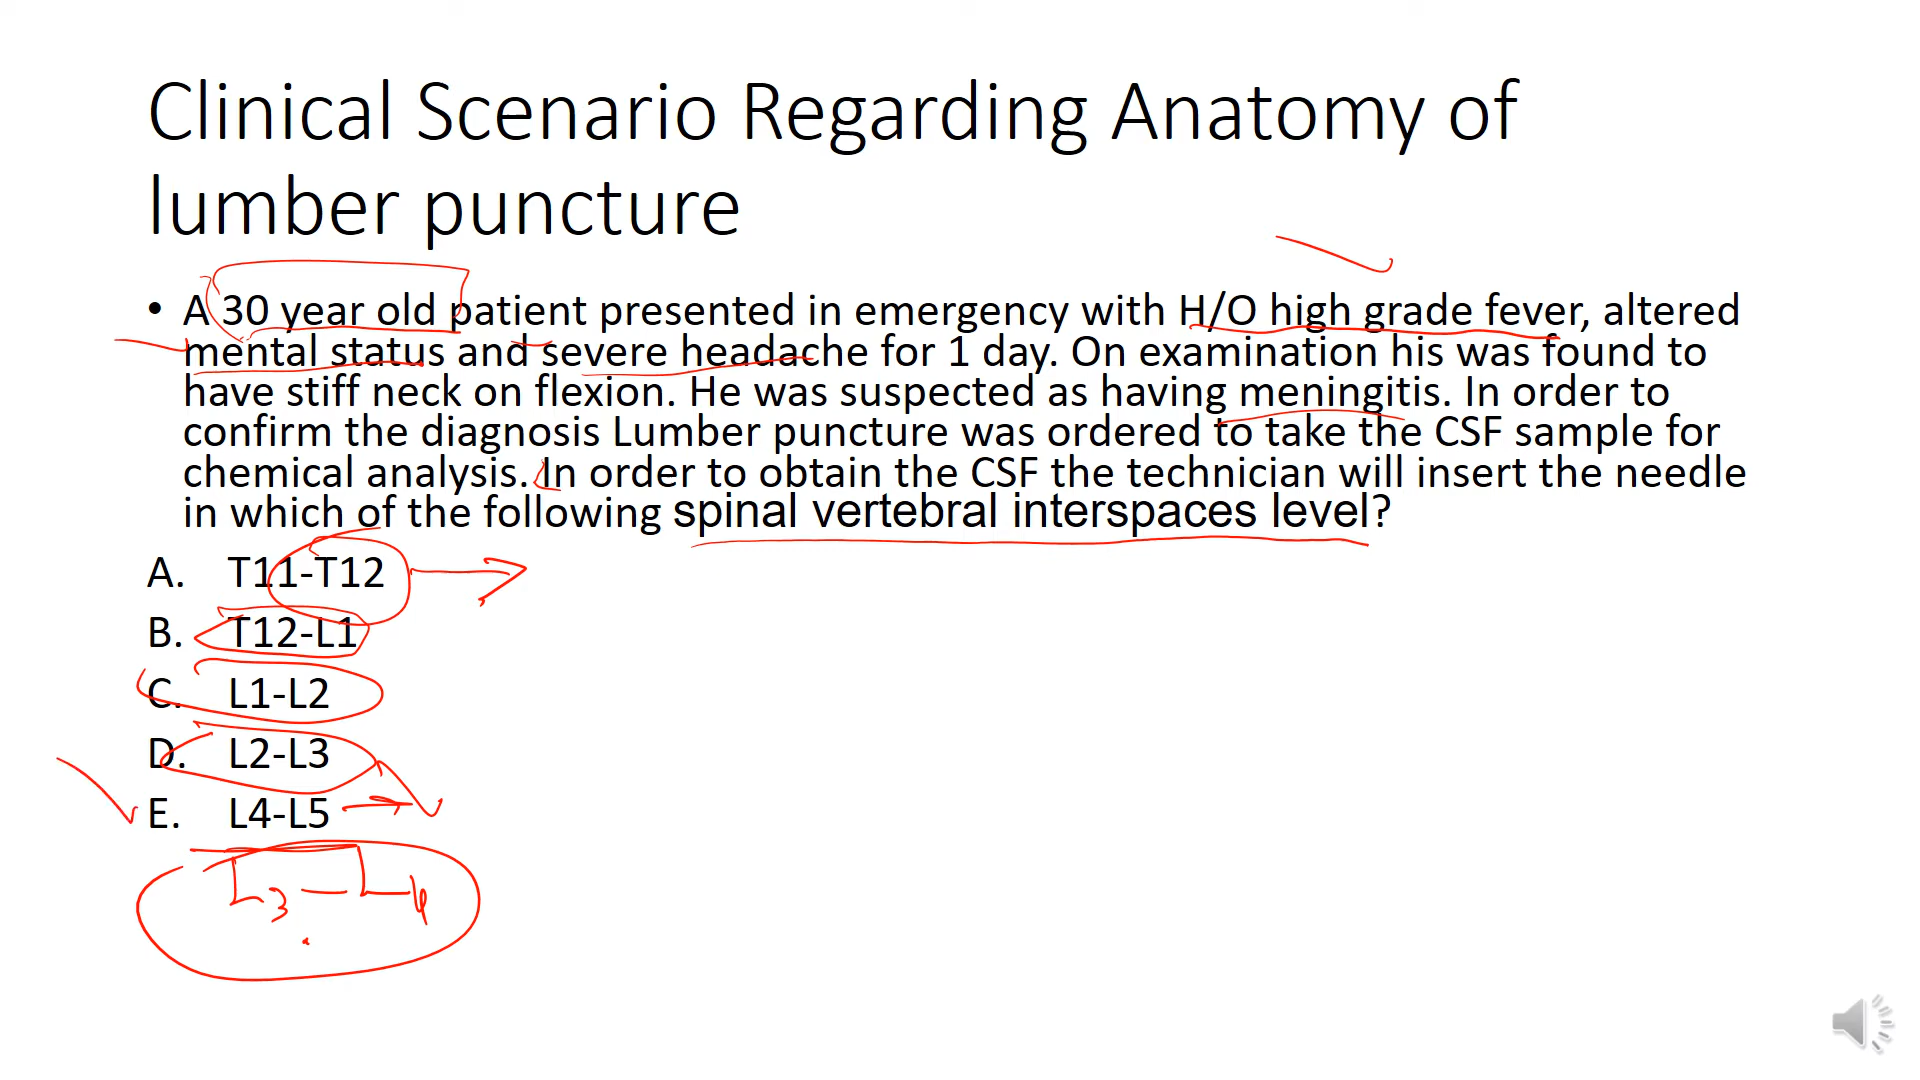 Clinical Scenario Regarding Anatomy of
lumber puncture
• A 30 year old patient presented in emergency with H/O high grade fever, altered
mental status and severe headache for 1 day. On examination his was found to
have stiff neck on flexion. He was suspected as having meningitis. In order to
confirm the diagnosis Lumber puncture was ordered to take the CSF sample for
chemical analysis. In order to obtain the CSF the technician will insert the needle
in which of the following spinal vertebral interspaces level?
A. T11-T12
B. T12-L1
C. L1-L2
D. L2-L3
E. L4-L5
L3 - L4